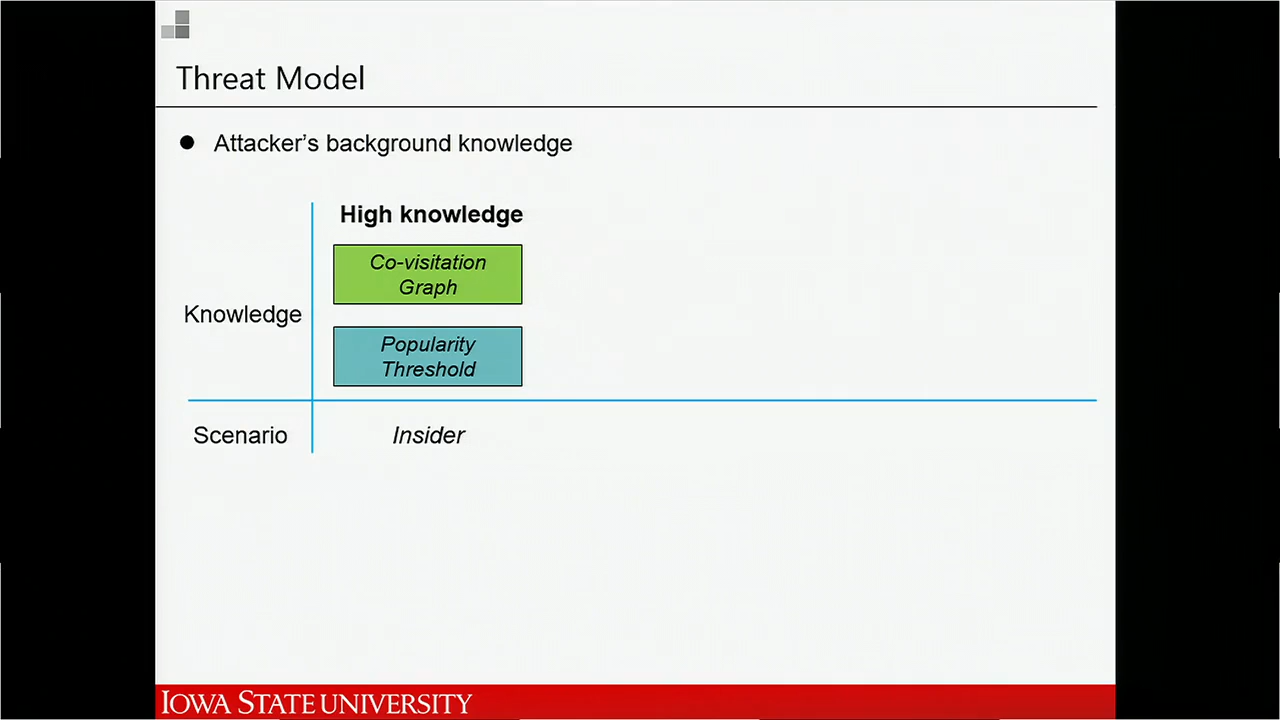 Threat Model
● Attacker's background knowledge
High knowledge
Co-visitation
Graph
Knowledge
Popularity
Threshold
Scenario
Insider
IOWA STATE UNIVERSITY